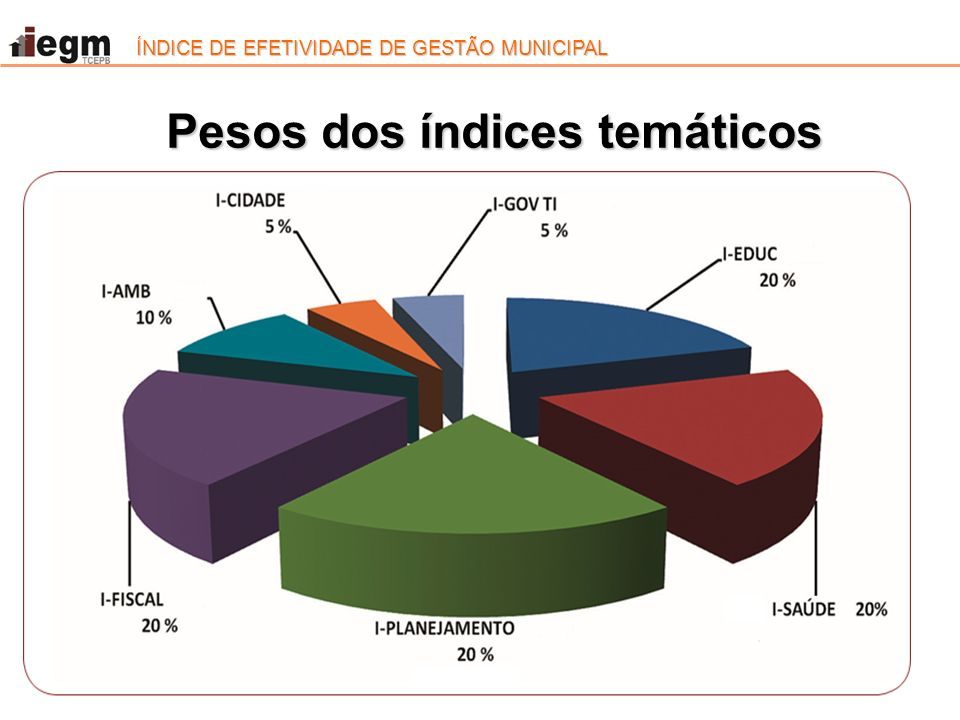 iegm
TCEPB
ÍNDICE DE EFETIVIDADE DE GESTÃO MUNICIPAL
Pesos dos índices temáticos
I-CIDADE
5 %
I-GOV TI
5 %
I-EDUC
20 %
I-AMB
10 %
I-FISCAL
20 %
I-PLANEJAMENTO
20 %
I-SAÚDE 20%